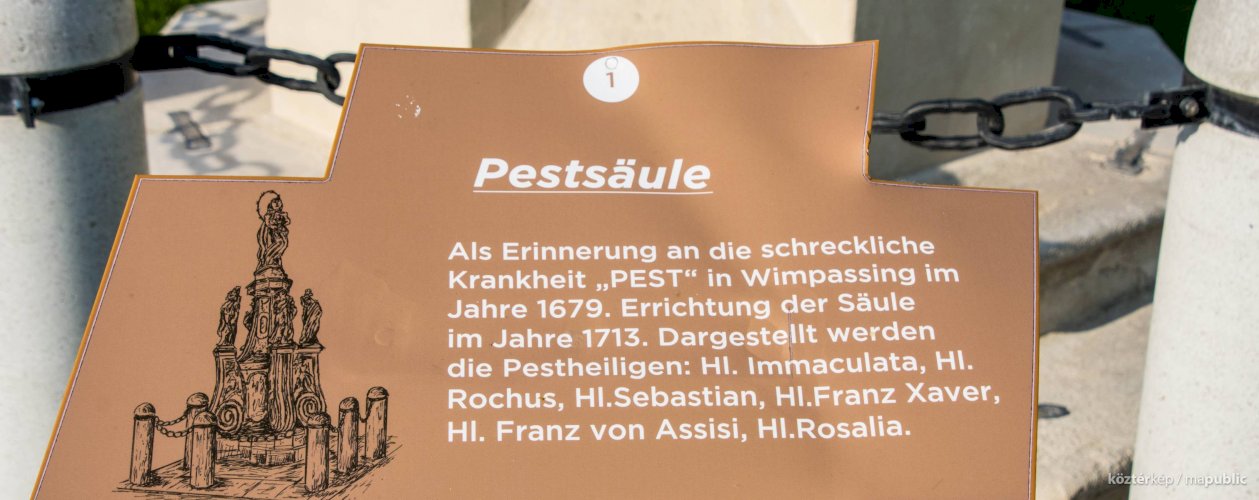 1
Pestsäule
Als Erinnerung an die schreckliche
Krankheit „PEST“ in Wimpassing im
Jahre 1679. Errichtung der Säule
im Jahre 1713. Dargestellt werden
die Pestheiligen: Hl. Immaculata, Hl.
Rochus, Hl.Sebastian, Hl.Franz Xaver,
Hl. Franz von Assisi, Hl.Rosalia.
köztérkép / mapublic